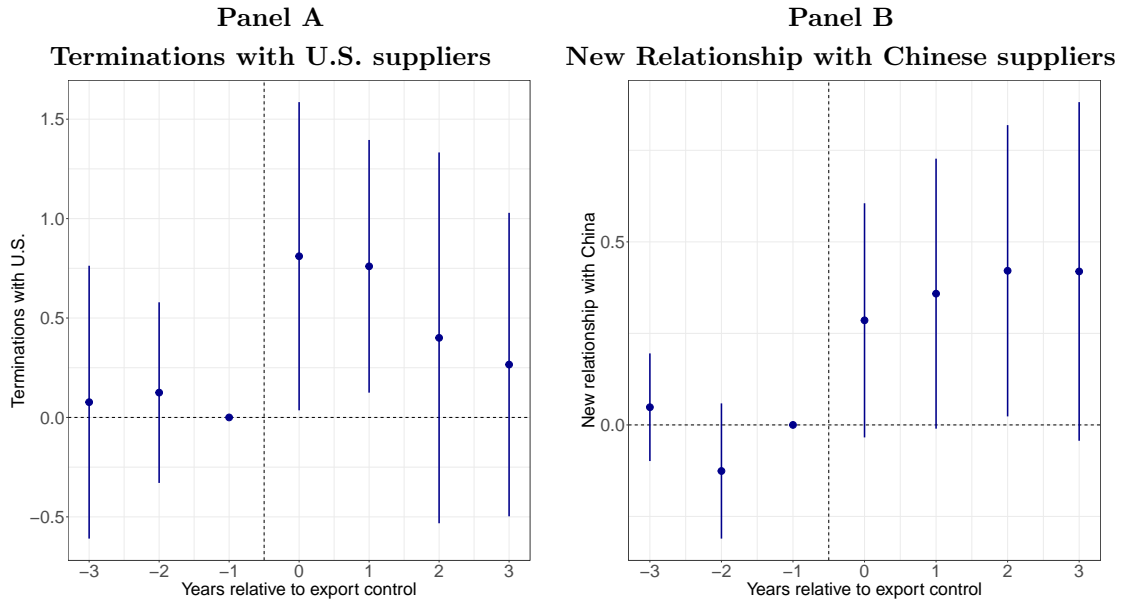 Panel A
Terminations with U.S. suppliers
Terminations with U.S.
1.5
1.0
0.5
0.0
−0.5
−3 −2 −1 0 1 2 3
Years relative to export control
Panel B
New Relationship with Chinese suppliers
New relationship with China
0.5
0.0
−3 −2 −1 0 1 2 3
Years relative to export control